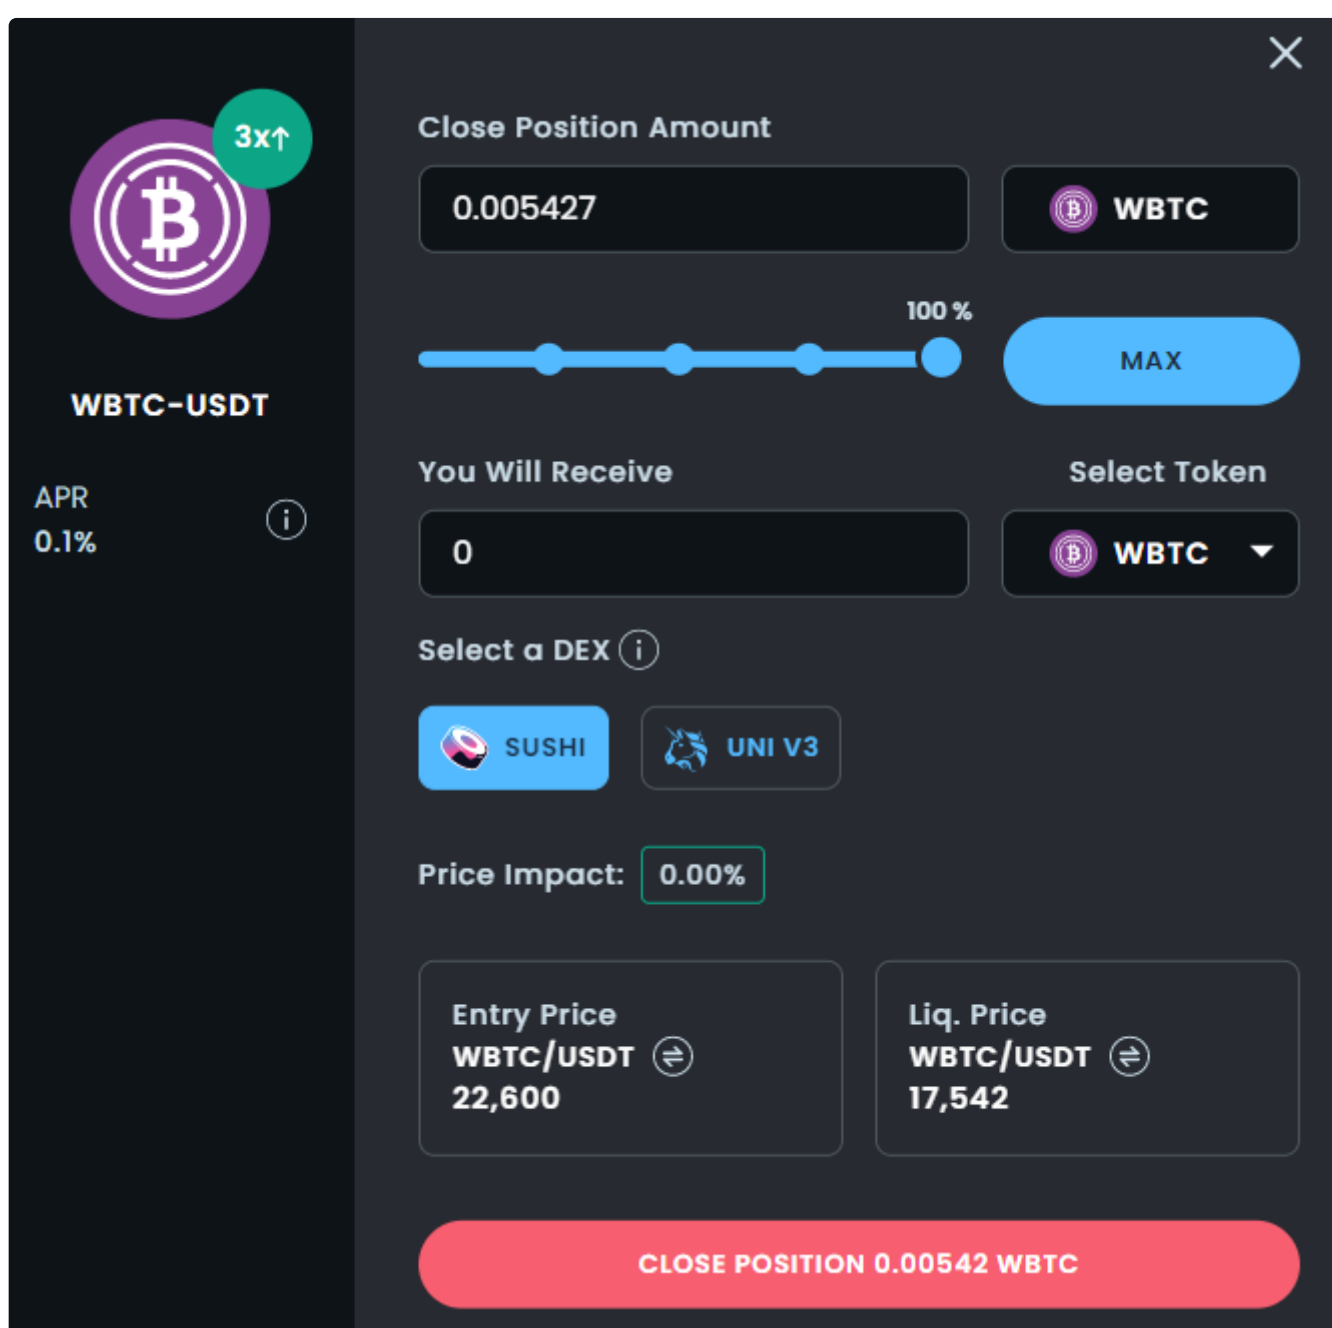 3x↑
WBTC-USDT
APR
0.1%
Close Position Amount
0.005427
WBTC
100 %
MAX
You Will Receive
Select Token
0
WBTC
Select a DEX
SUSHI
UNI V3
Price Impact: 0.00%
Entry Price
WBTC/USDT
22,600
Liq. Price
WBTC/USDT
17,542
CLOSE POSITION 0.00542 WBTC